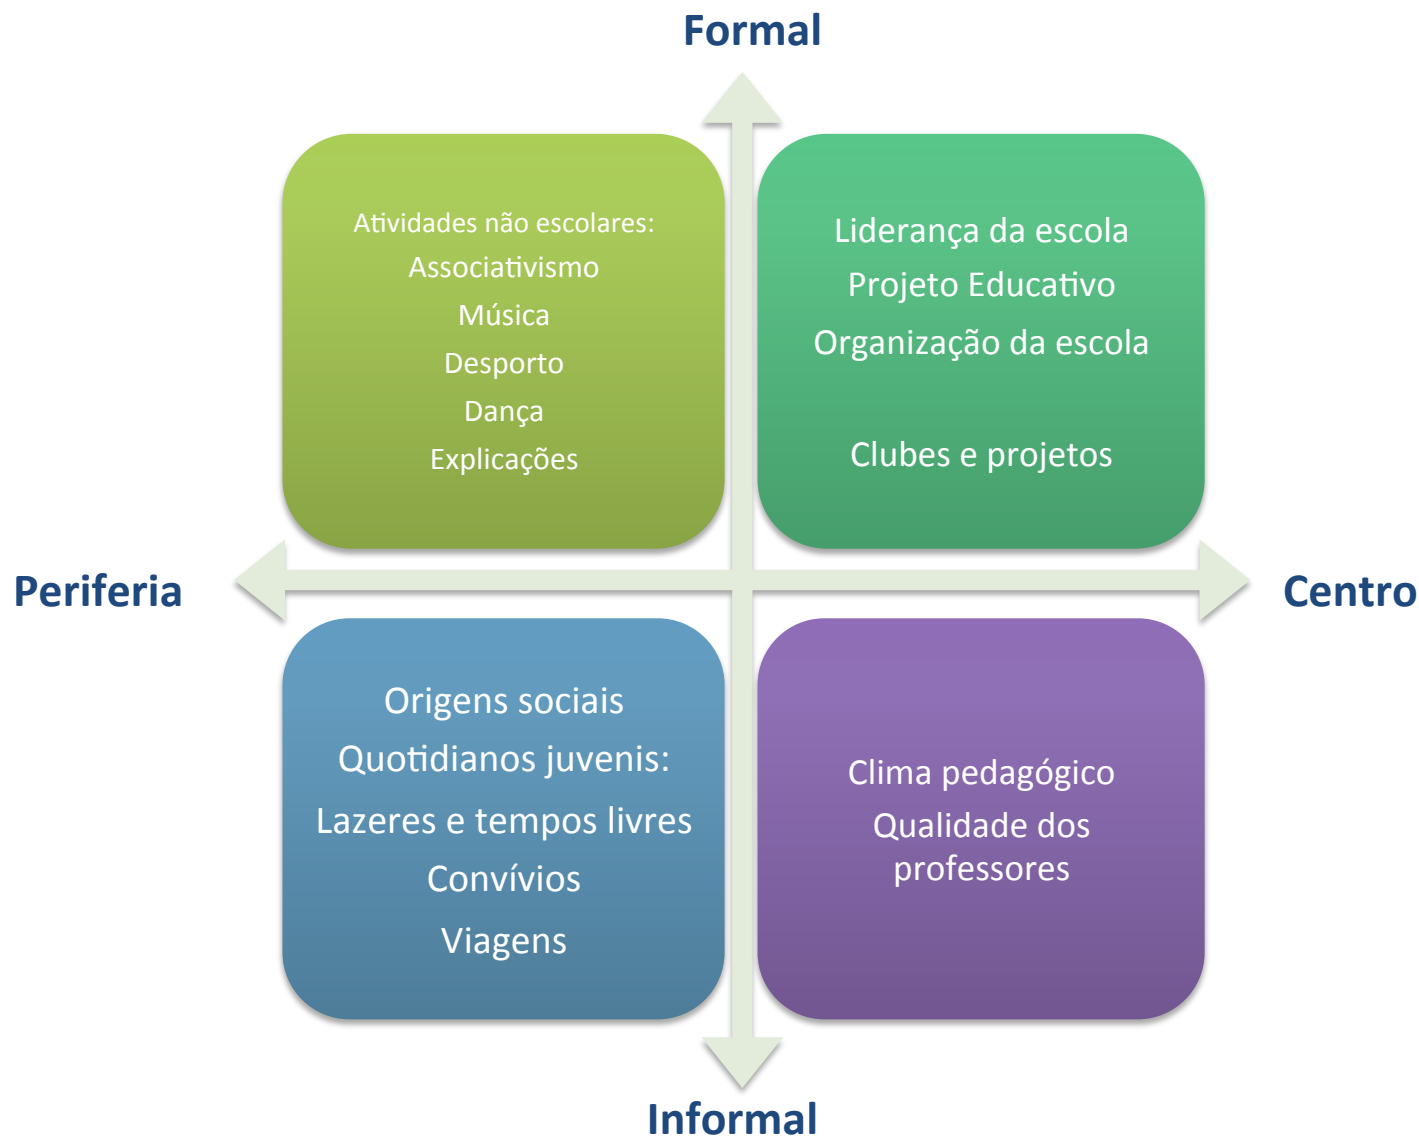 Formal
Atividades não escolares:
Associativismo
Música
Desporto
Dança
Explicações
Liderança da escola
Projeto Educativo
Organização da escola
Clubes e projetos
Periferia
Centro
Origens sociais
Quotidianos juvenis:
Lazeres e tempos livres
Convívios
Viagens
Clima pedagógico
Qualidade dos
professores
Informal